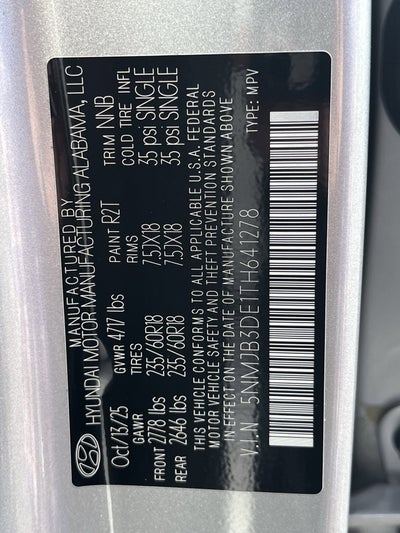 MANUFACTURED BY
HYUNDAI MOTOR MANUFACTURING ALABAMA, LLC
Oct/13/25 GVWR 4717 lbs PAINT R2T TRIM NNB
GAWR TIRES RIMS COLD TIRE INFL
FRONT 2778 lbs 235/60R18 7.5JX18 35 psi SINGLE
REAR 2646 lbs 235/60R18 7.5JX18 35 psi SINGLE
THIS VEHICLE CONFORMS TO ALL APPLICABLE U.S.A. FEDERAL
MOTOR VEHICLE SAFETY AND THEFT PREVENTION STANDARDS
IN EFFECT ON THE DATE OF MANUFACTURE SHOWN ABOVE
V.I.N. 5NMJB3DE1TH641278 TYPE: MPV